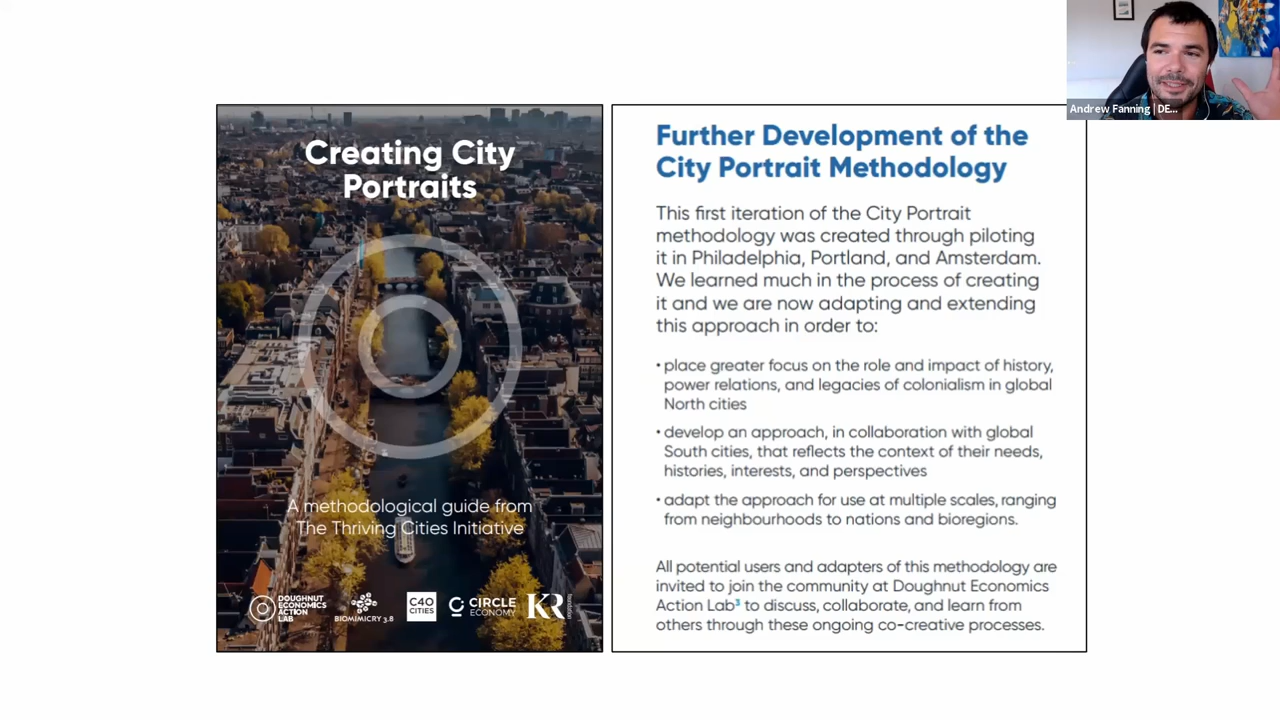 Creating City
Portraits
A methodological guide from
The Thriving Cities Initiative
DOUGHNUT
ECONOMICS
ACTION
LAB
BIOMIMICRY 3.8
C40
CITIES
CIRCLE
ECONOMY
KR
foundation
Further Development of the
City Portrait Methodology
This first iteration of the City Portrait
methodology was created through piloting
it in Philadelphia, Portland, and Amsterdam.
We learned much in the process of creating
it and we are now adapting and extending
this approach in order to:
• place greater focus on the role and impact of history,
power relations, and legacies of colonialism in global
North cities
• develop an approach, in collaboration with global
South cities, that reflects the context of their needs,
histories, interests, and perspectives
• adapt the approach for use at multiple scales, ranging
from neighbourhoods to nations and bioregions.
All potential users and adapters of this methodology are
invited to join the community at Doughnut Economics
Action Lab³ to discuss, collaborate, and learn from
others through these ongoing co-creative processes.
Andrew Fanning | DE...